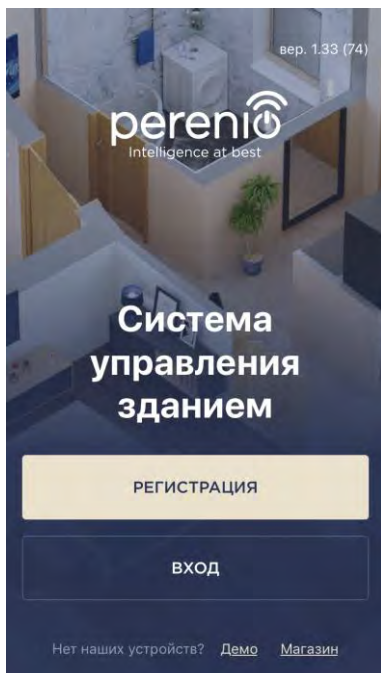 вер. 1.33 (74)
perenio
Intelligence at best
Система
управления
зданием
РЕГИСТРАЦИЯ
ВХОД
Нет наших устройств? Демо Магазин